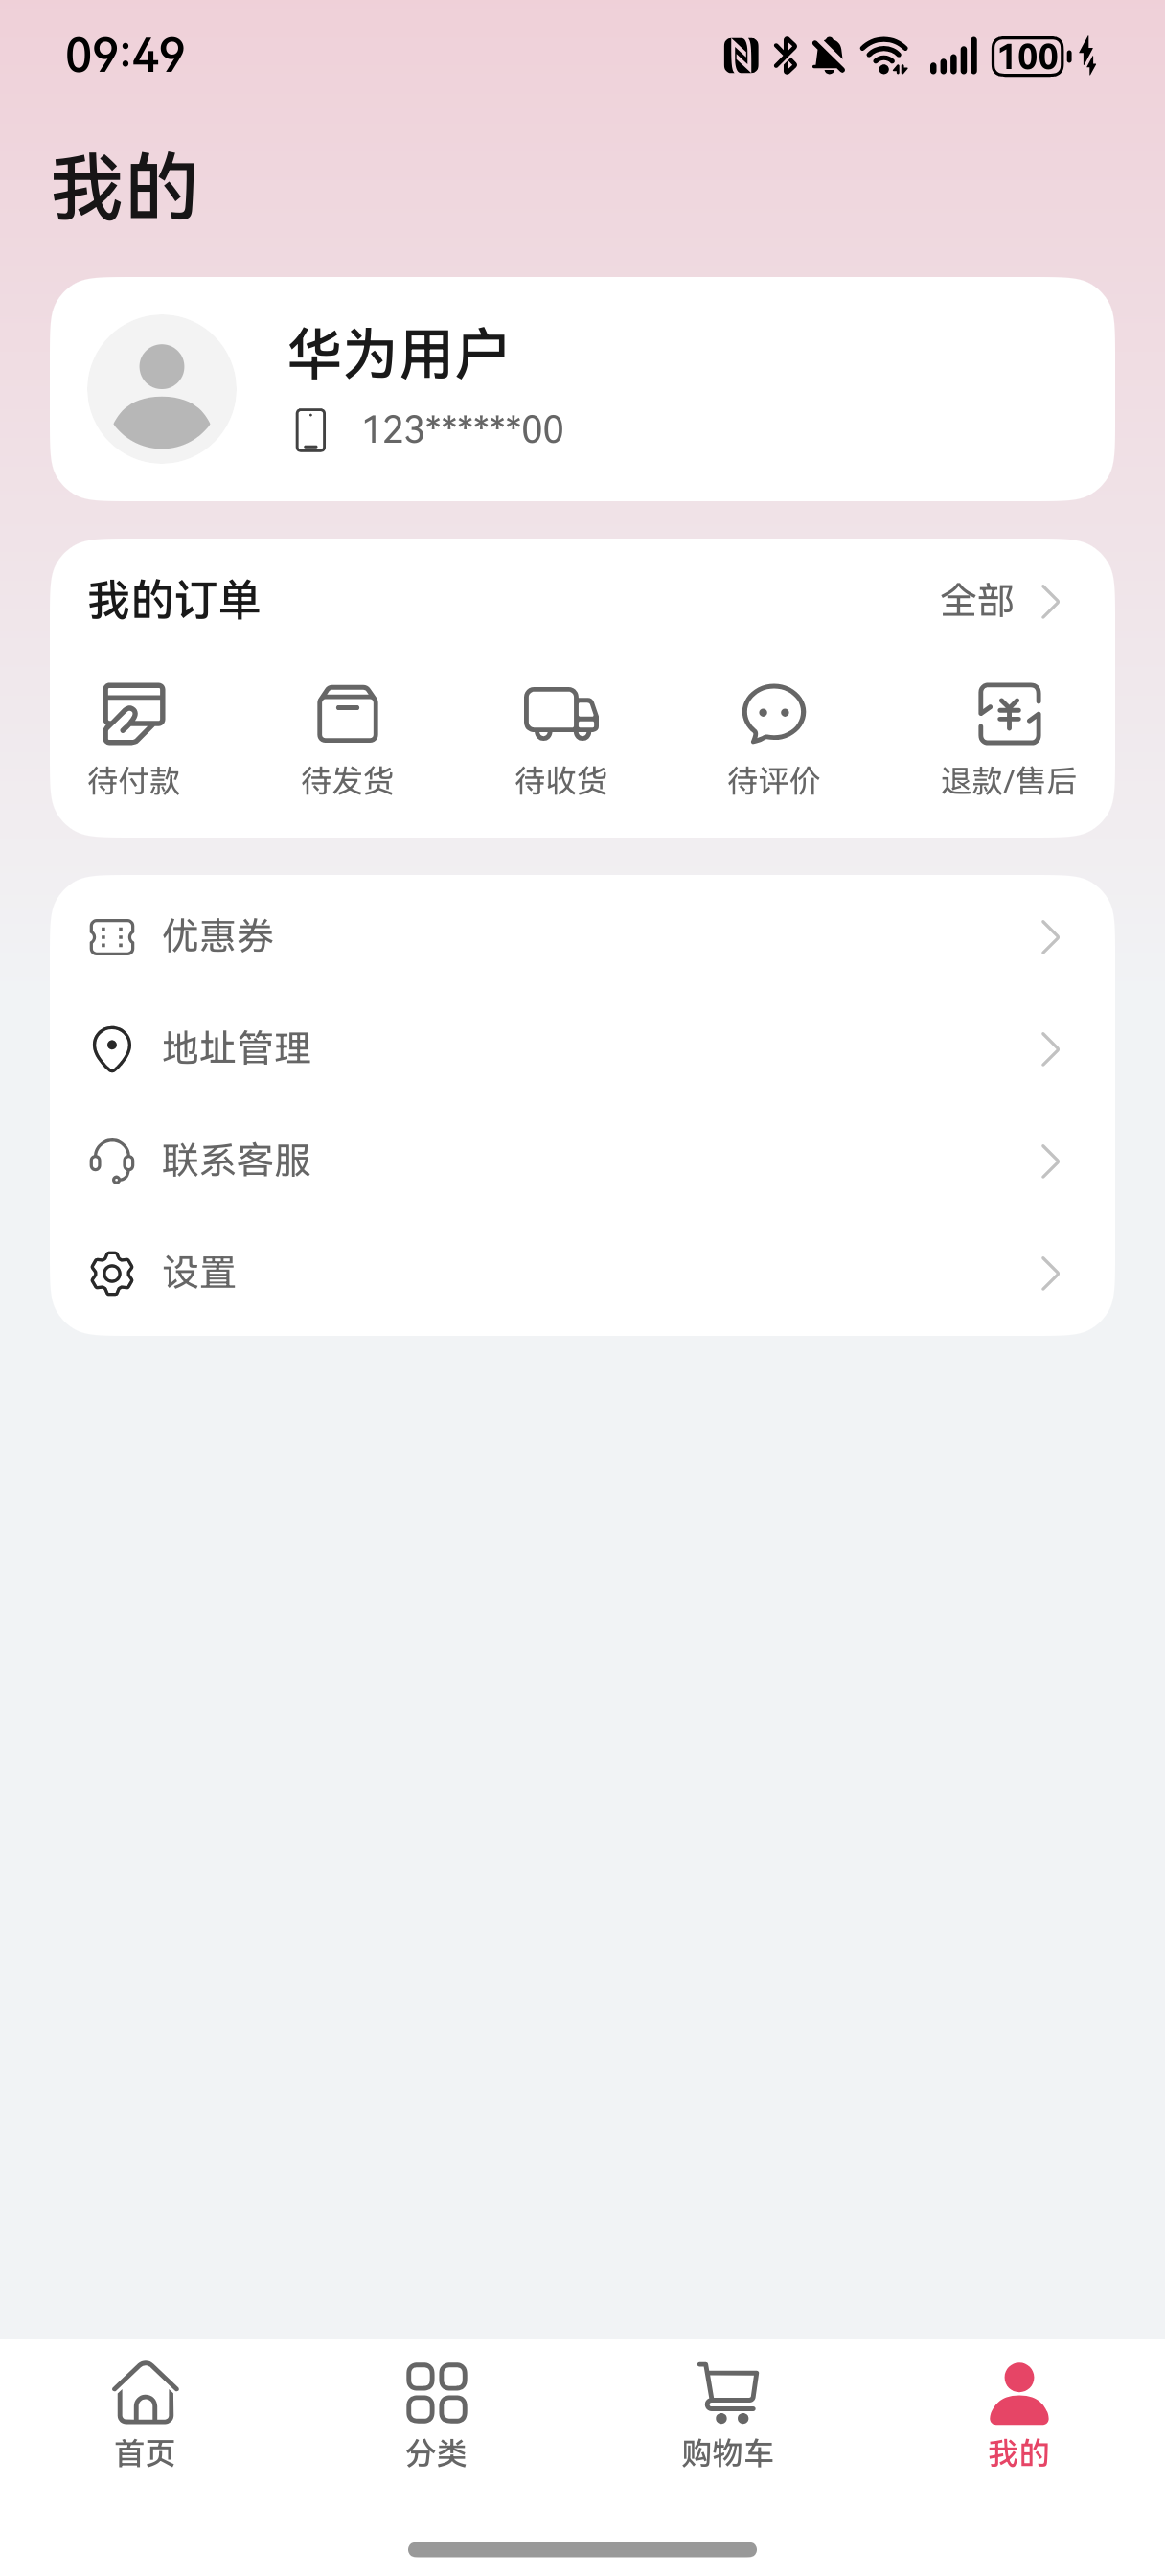 09:49
100
我的
华为用户
123******00
我的订单
全部
待付款
待发货
待收货
待评价
退款/售后
优惠券
地址管理
联系客服
设置
首页
分类
购物车
我的